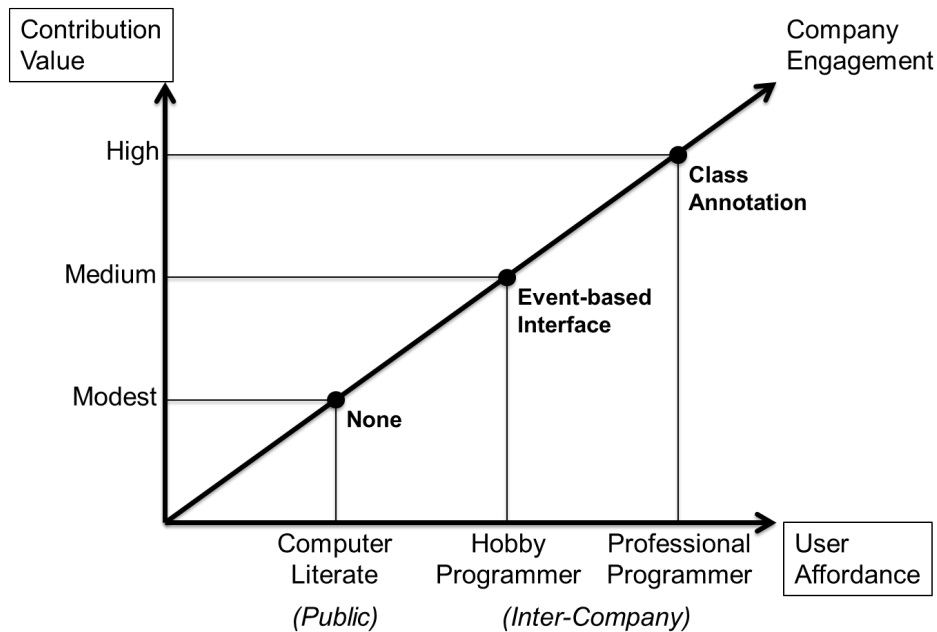 Contribution
Value
Company
Engagement
High
Class
Annotation
Medium
Event-based
Interface
Modest
None
Computer
Literate
Hobby
Programmer
Professional
Programmer
User
Affordance
(Public)
(Inter-Company)